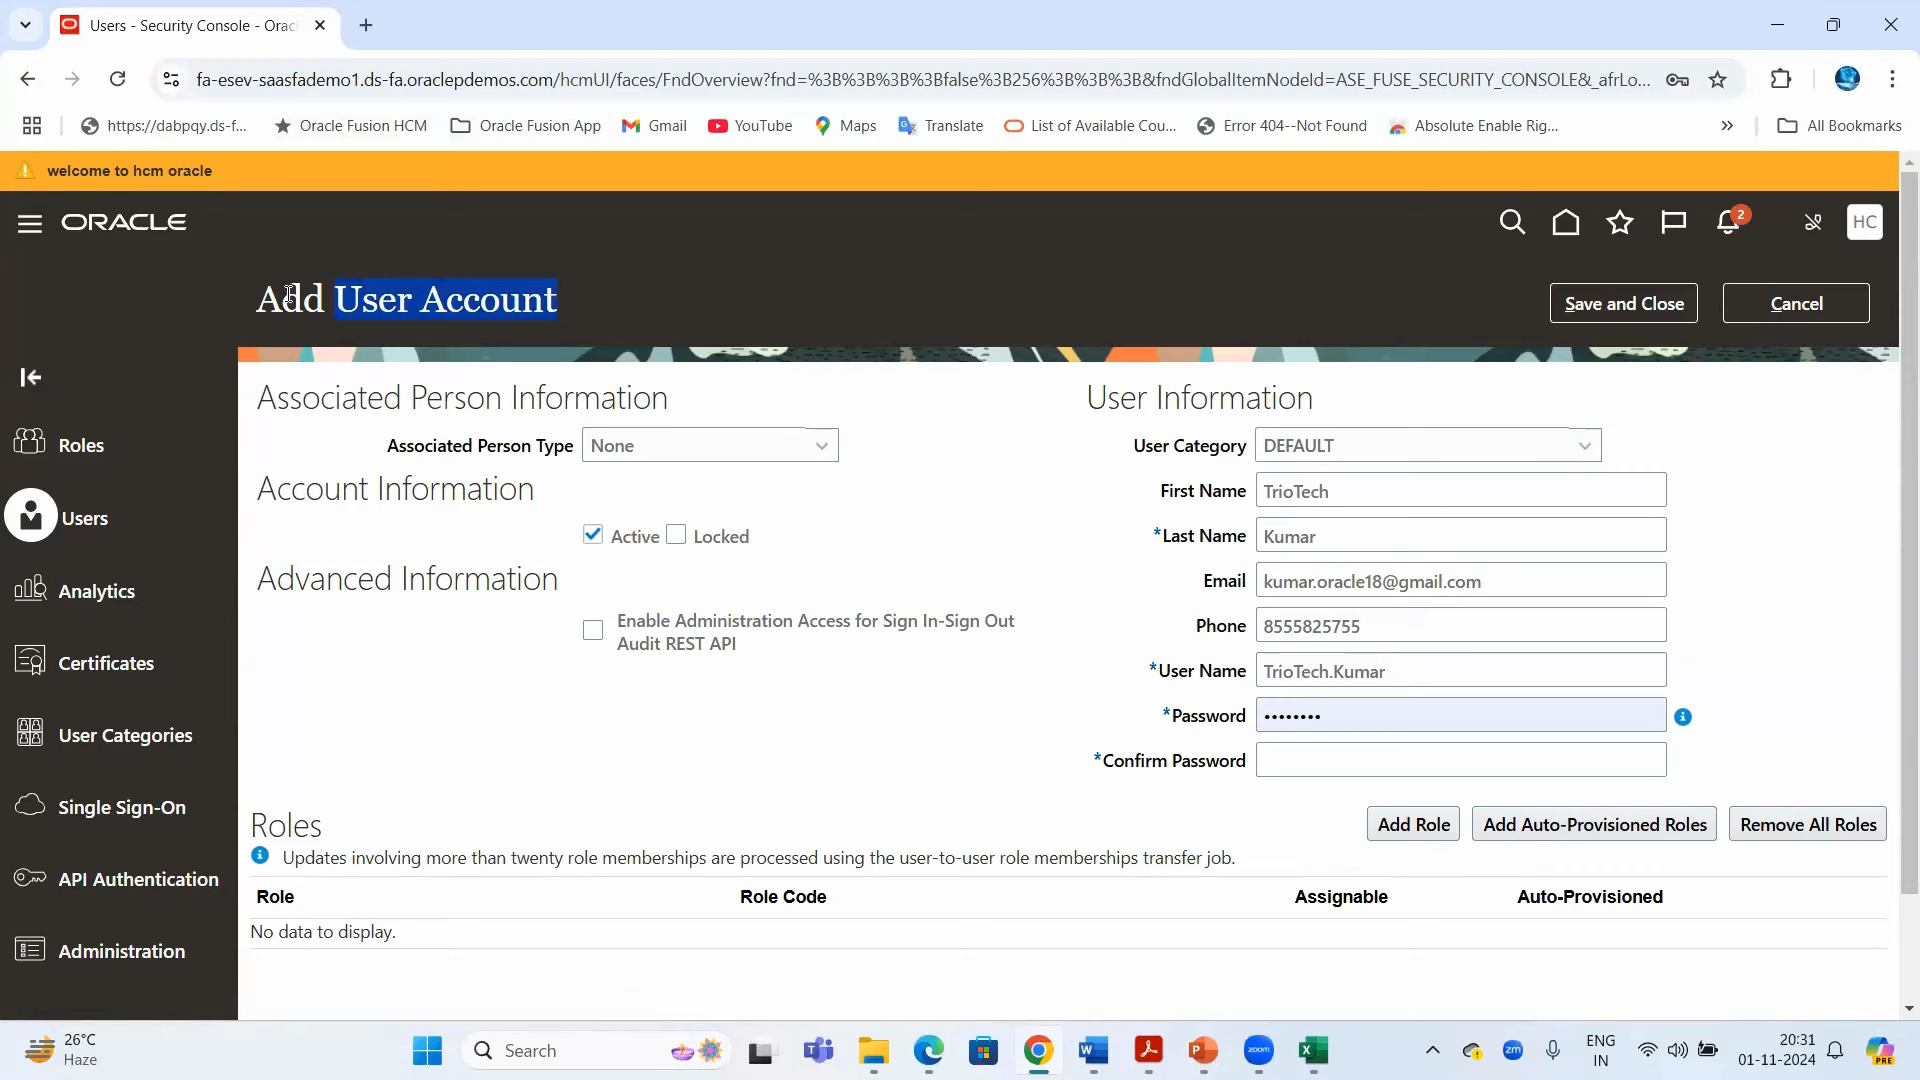 Users - Security Console - Orac
fa-esev-saasfademo1.ds-fa.oraclepdemos.com/hcmUI/faces/FndOverview?fnd=%3B%3B%3B%3Bfalse%3B256%3B%3B%3B&fndGlobalItemNodeId=ASE_FUSE_SECURITY_CONSOLE&_afrLo...
https://dabpqy.ds-f... Oracle Fusion HCM Oracle Fusion App Gmail YouTube Maps Translate List of Available Cou... Error 404--Not Found Absolute Enable Rig... » All Bookmarks
welcome to hcm oracle
ORACLE 2 HC
Add User Account Save and Close Cancel
Associated Person Information User Information
Associated Person Type None User Category DEFAULT
Roles
Account Information First Name TrioTech
Users
Active Locked *Last Name Kumar
Advanced Information Email kumar.oracle18@gmail.com
Analytics
Enable Administration Access for Sign In-Sign Out Phone 8555825755
Audit REST API
Certificates
*User Name TrioTech.Kumar
*Password ••••••••
User Categories
*Confirm Password
Single Sign-On
Roles Add Role Add Auto-Provisioned Roles Remove All Roles
Updates involving more than twenty role memberships are processed using the user-to-user role memberships transfer job.
API Authentication
Role Role Code Assignable Auto-Provisioned
No data to display.
Administration
26°C
Haze
Search
zoom
zm
ENG
IN
20:31
01-11-2024
PRE